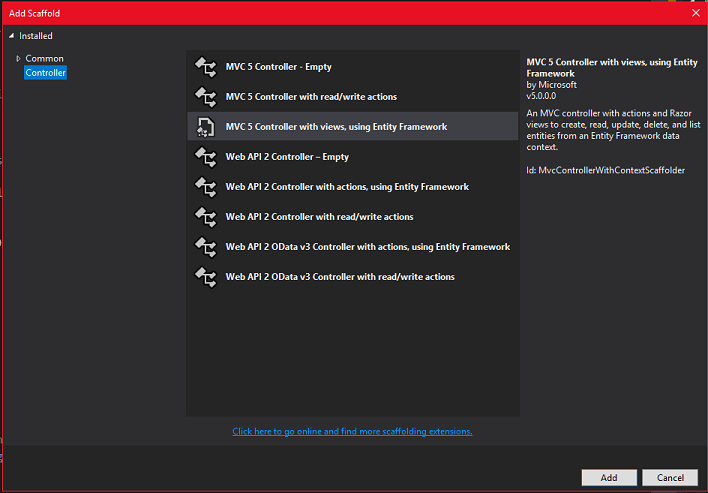 Add Scaffold
Installed
Common
Controller
MVC 5 Controller - Empty
MVC 5 Controller with read/write actions
MVC 5 Controller with views, using Entity Framework
Web API 2 Controller – Empty
Web API 2 Controller with actions, using Entity Framework
Web API 2 Controller with read/write actions
Web API 2 OData v3 Controller with actions, using Entity Framework
Web API 2 OData v3 Controller with read/write actions
Click here to go online and find more scaffolding extensions.
MVC 5 Controller with views, using Entity
Framework
by Microsoft
v5.0.0.0
An MVC controller with actions and Razor
views to create, read, update, delete, and list
entities from an Entity Framework data
context.
Id: MvcControllerWithContextScaffolder
Add
Cancel